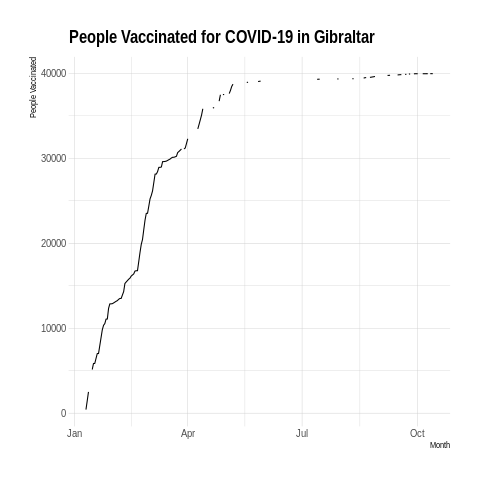 People Vaccinated for COVID-19 in Gibraltar
People Vaccinated
40000
30000
20000
10000
0
Jan Apr Jul Oct
Month